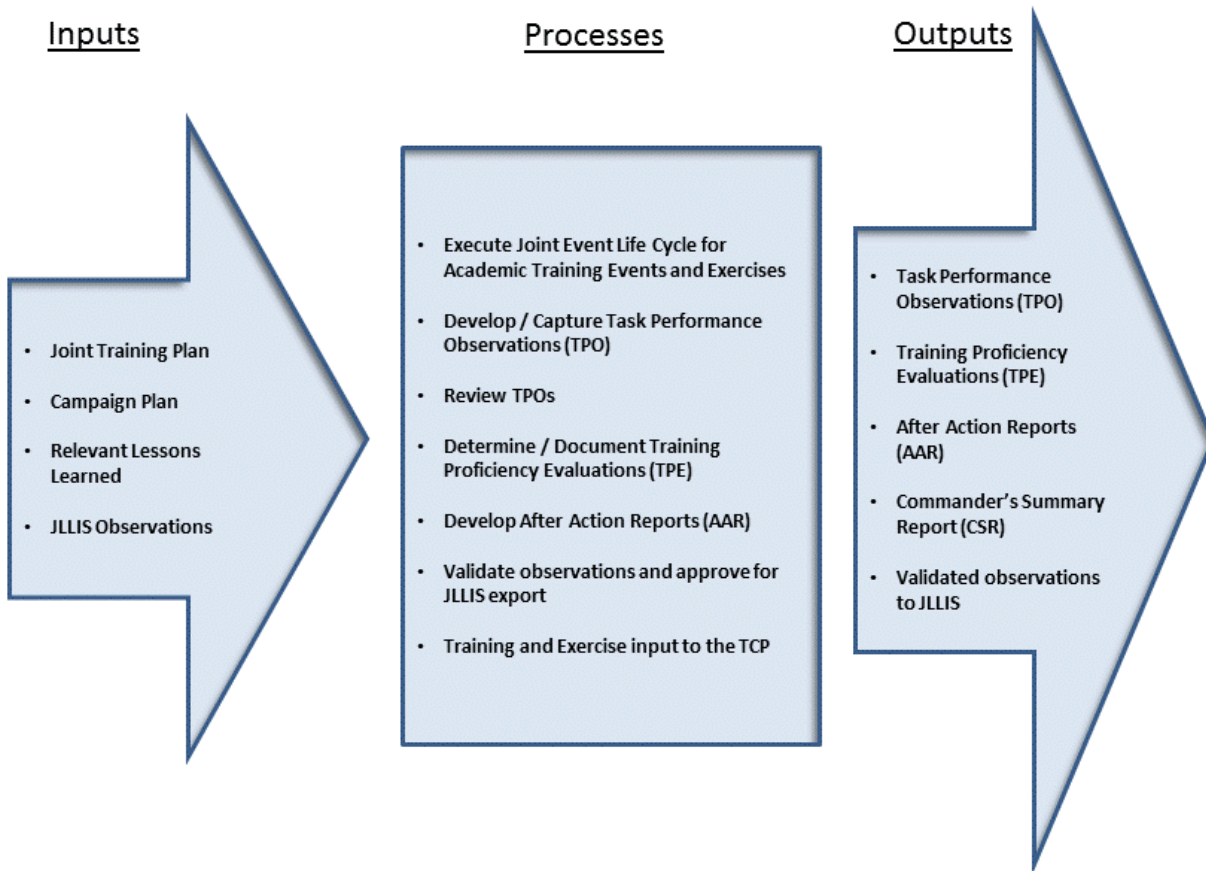 Inputs
Processes
Outputs
• Joint Training Plan
• Campaign Plan
• Relevant Lessons
Learned
• JLLIS Observations
• Execute Joint Event Life Cycle for
Academic Training Events and Exercises
• Develop / Capture Task Performance
Observations (TPO)
• Review TPOs
• Determine / Document Training
Proficiency Evaluations (TPE)
• Develop After Action Reports (AAR)
• Validate observations and approve for
JLLIS export
• Training and Exercise input to the TCP
• Task Performance
Observations (TPO)
• Training Proficiency
Evaluations (TPE)
• After Action Reports
(AAR)
• Commander’s Summary
Report (CSR)
• Validated observations
to JLLIS